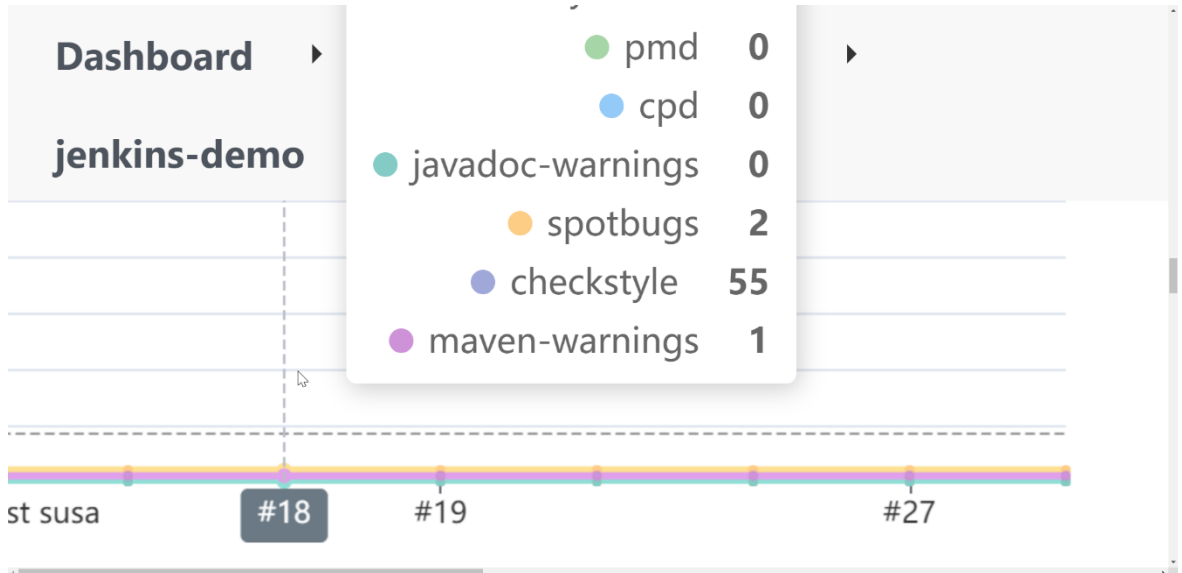 Dashboard
jenkins-demo
pmd 0
cpd 0
javadoc-warnings 0
spotbugs 2
checkstyle 55
maven-warnings 1
st susa #18 #19 #27